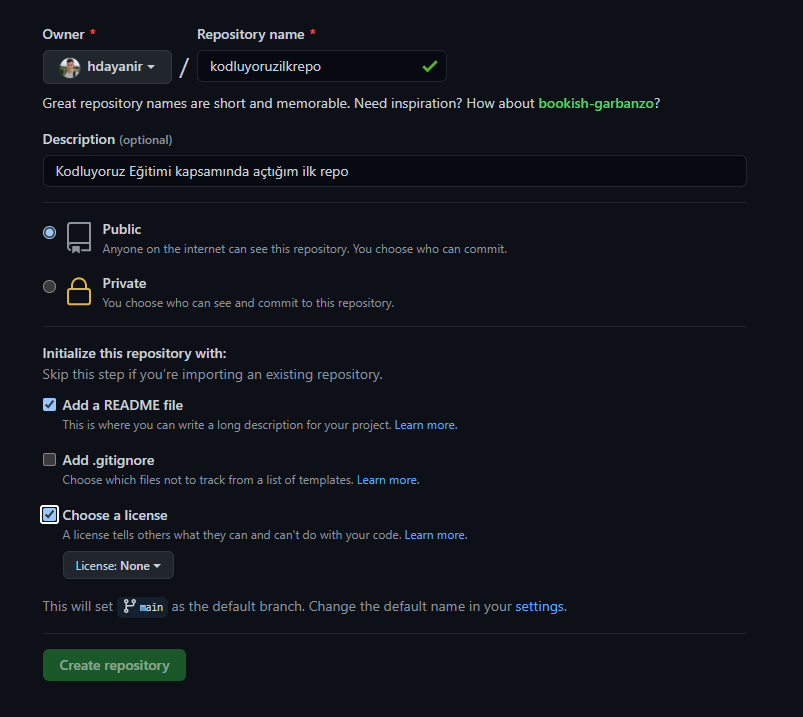 Owner * Repository name *
hdayanir / kodluyoruzilkrepo
Great repository names are short and memorable. Need inspiration? How about bookish-garbanzo?
Description (optional)
Kodluyoruz Eğitimi kapsamında açtığım ilk repo
Public
Anyone on the internet can see this repository. You choose who can commit.
Private
You choose who can see and commit to this repository.
Initialize this repository with:
Skip this step if you're importing an existing repository.
Add a README file
This is where you can write a long description for your project. Learn more.
Add .gitignore
Choose which files not to track from a list of templates. Learn more.
Choose a license
A license tells others what they can and can't do with your code. Learn more.
License: None
This will set main as the default branch. Change the default name in your settings.
Create repository